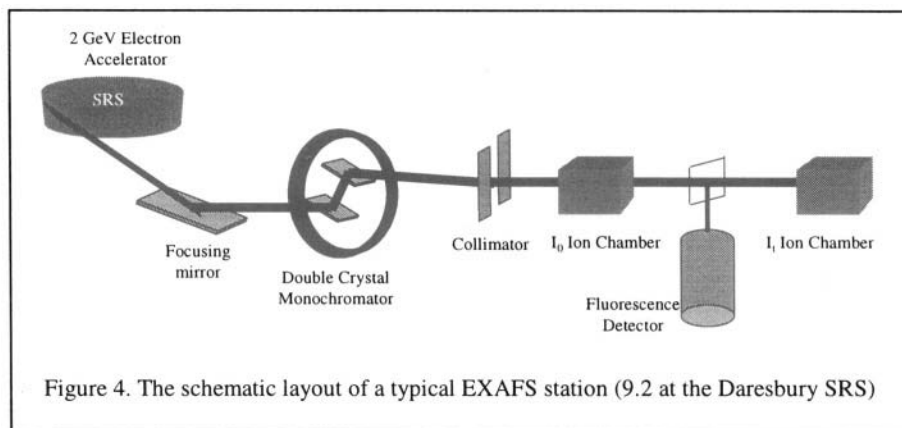 2 GeV Electron
Accelerator
SRS
Focusing
mirror
Double Crystal
Monochromator
Collimator
I₀ Ion Chamber
Fluorescence
Detector
Iₜ Ion Chamber
Figure 4. The schematic layout of a typical EXAFS station (9.2 at the Daresbury SRS)